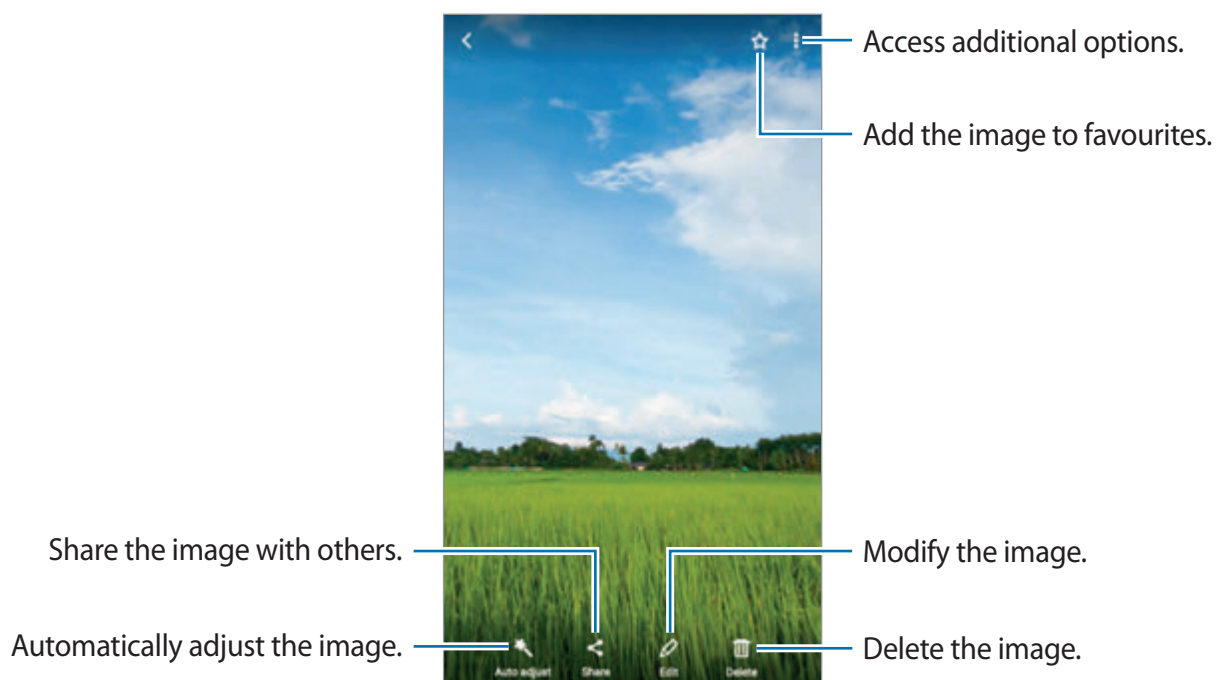 Access additional options.
Add the image to favourites.
Share the image with others.
Modify the image.
Automatically adjust the image.
Delete the image.
Auto adjust
Share
Edit
Delete